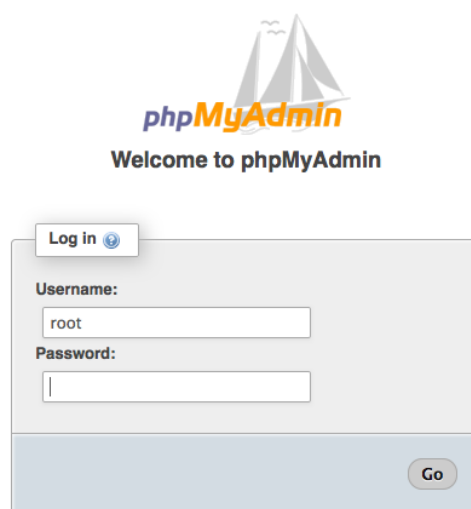 phpMyAdmin
Welcome to phpMyAdmin
Log in
Username:
root
Password:
Go